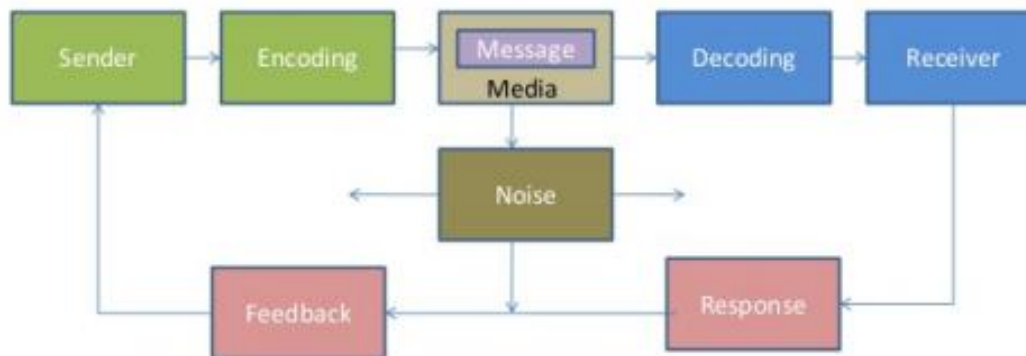 Sender
Encoding
Message
Media
Decoding
Receiver
Noise
Feedback
Response